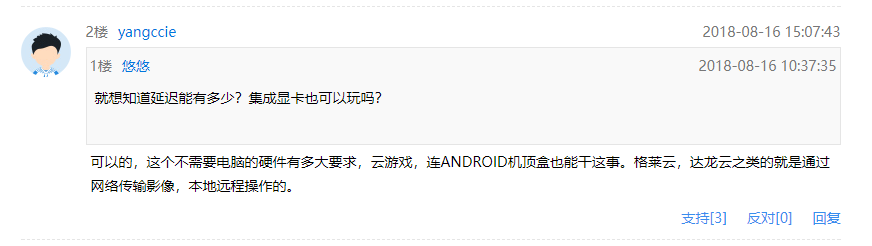 2楼 yangccie 2018-08-16 15:07:43
1楼 悠悠 2018-08-16 10:37:35
就想知道延迟能有多少？集成显卡也可以玩吗？
可以的，这个不需要电脑的硬件有多大要求，云游戏，连ANDROID机顶盒也能干这事。格莱云，达龙云之类的就是通过
网络传输影像，本地远程操作的。
支持[3] 反对[0] 回复